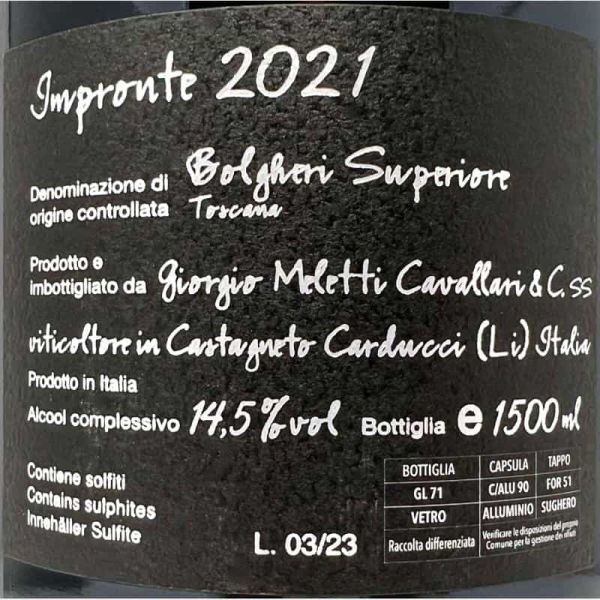 Impronte 2021
Denominazione di Bolgheri Superiore
origine controllata Toscana
Prodotto e
imbottigliato da Giorgio Meletti Cavallari & C. ss
viticoltore in Castagneto Carducci (Li) Italia
Prodotto in Italia
Alcool complessivo 14,5% vol Bottiglia e 1500 ml
Contiene solfiti
Contains sulphites
Innehåller Sulfite
L. 03/23
BOTTIGLIA CAPSULA TAPPO
GL 71 C/ALU 90 FOR 51
VETRO ALLUMINIO SUGHERO
Raccolta differenziata Verificare le disposizioni del proprio
Comune per la gestione dei rifiuti